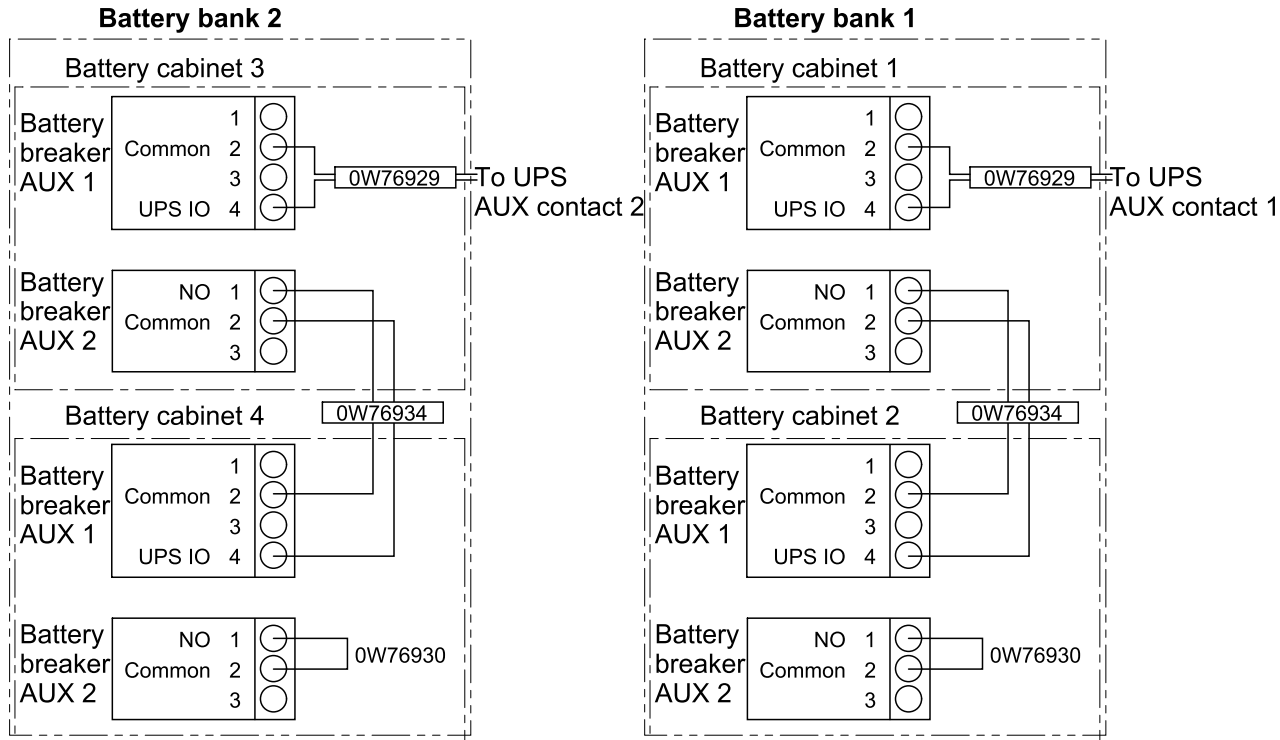 Battery bank 2
Battery cabinet 3
Battery
breaker
AUX 1
1
Common 2
3
UPS IO 4
0W76929
To UPS
AUX contact 2
Battery
breaker
AUX 2
NO 1
Common 2
3
0W76934
Battery cabinet 4
Battery
breaker
AUX 1
1
Common 2
3
UPS IO 4
Battery
breaker
AUX 2
NO 1
Common 2
3
0W76930
Battery bank 1
Battery cabinet 1
Battery
breaker
AUX 1
1
Common 2
3
UPS IO 4
0W76929
To UPS
AUX contact 1
Battery
breaker
AUX 2
NO 1
Common 2
3
0W76934
Battery cabinet 2
Battery
breaker
AUX 1
1
Common 2
3
UPS IO 4
Battery
breaker
AUX 2
NO 1
Common 2
3
0W76930